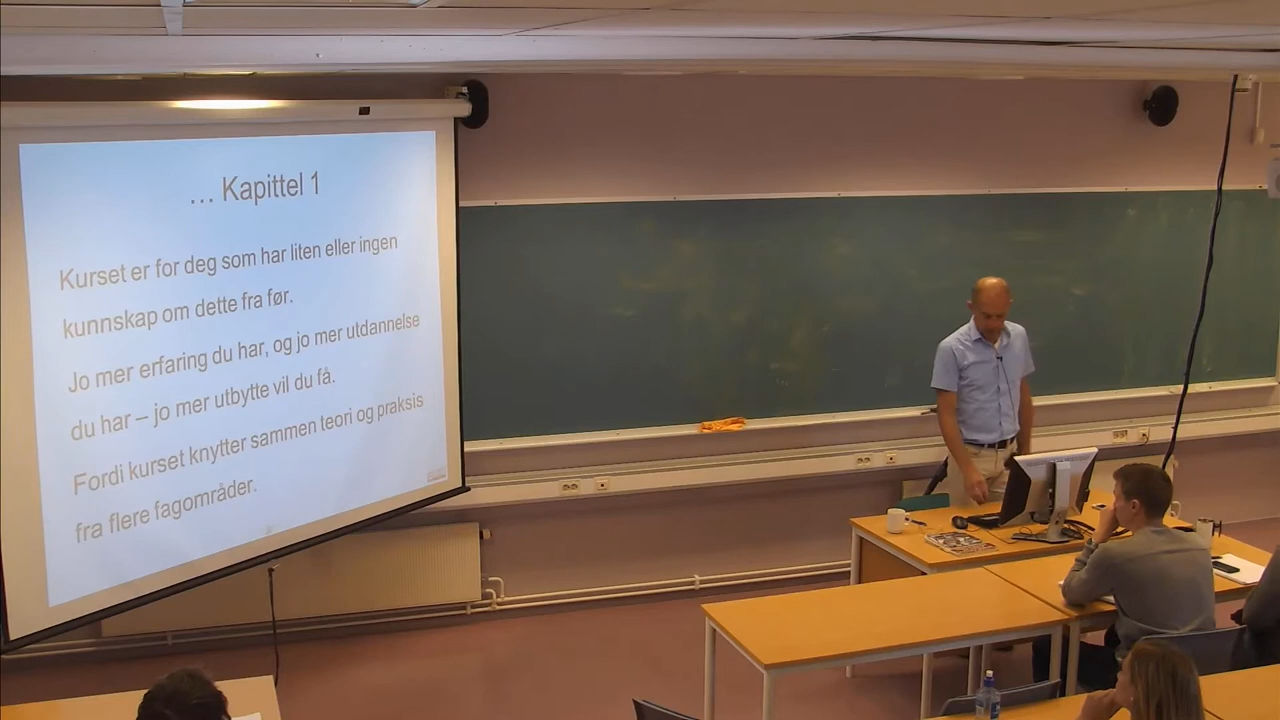 ... Kapittel 1
Kurset er for deg som har liten eller ingen
kunnskap om dette fra før.
Jo mer erfaring du har, og jo mer utdannelse
du har – jo mer utbytte vil du få.
Fordi kurset knytter sammen teori og praksis
fra flere fagområder.